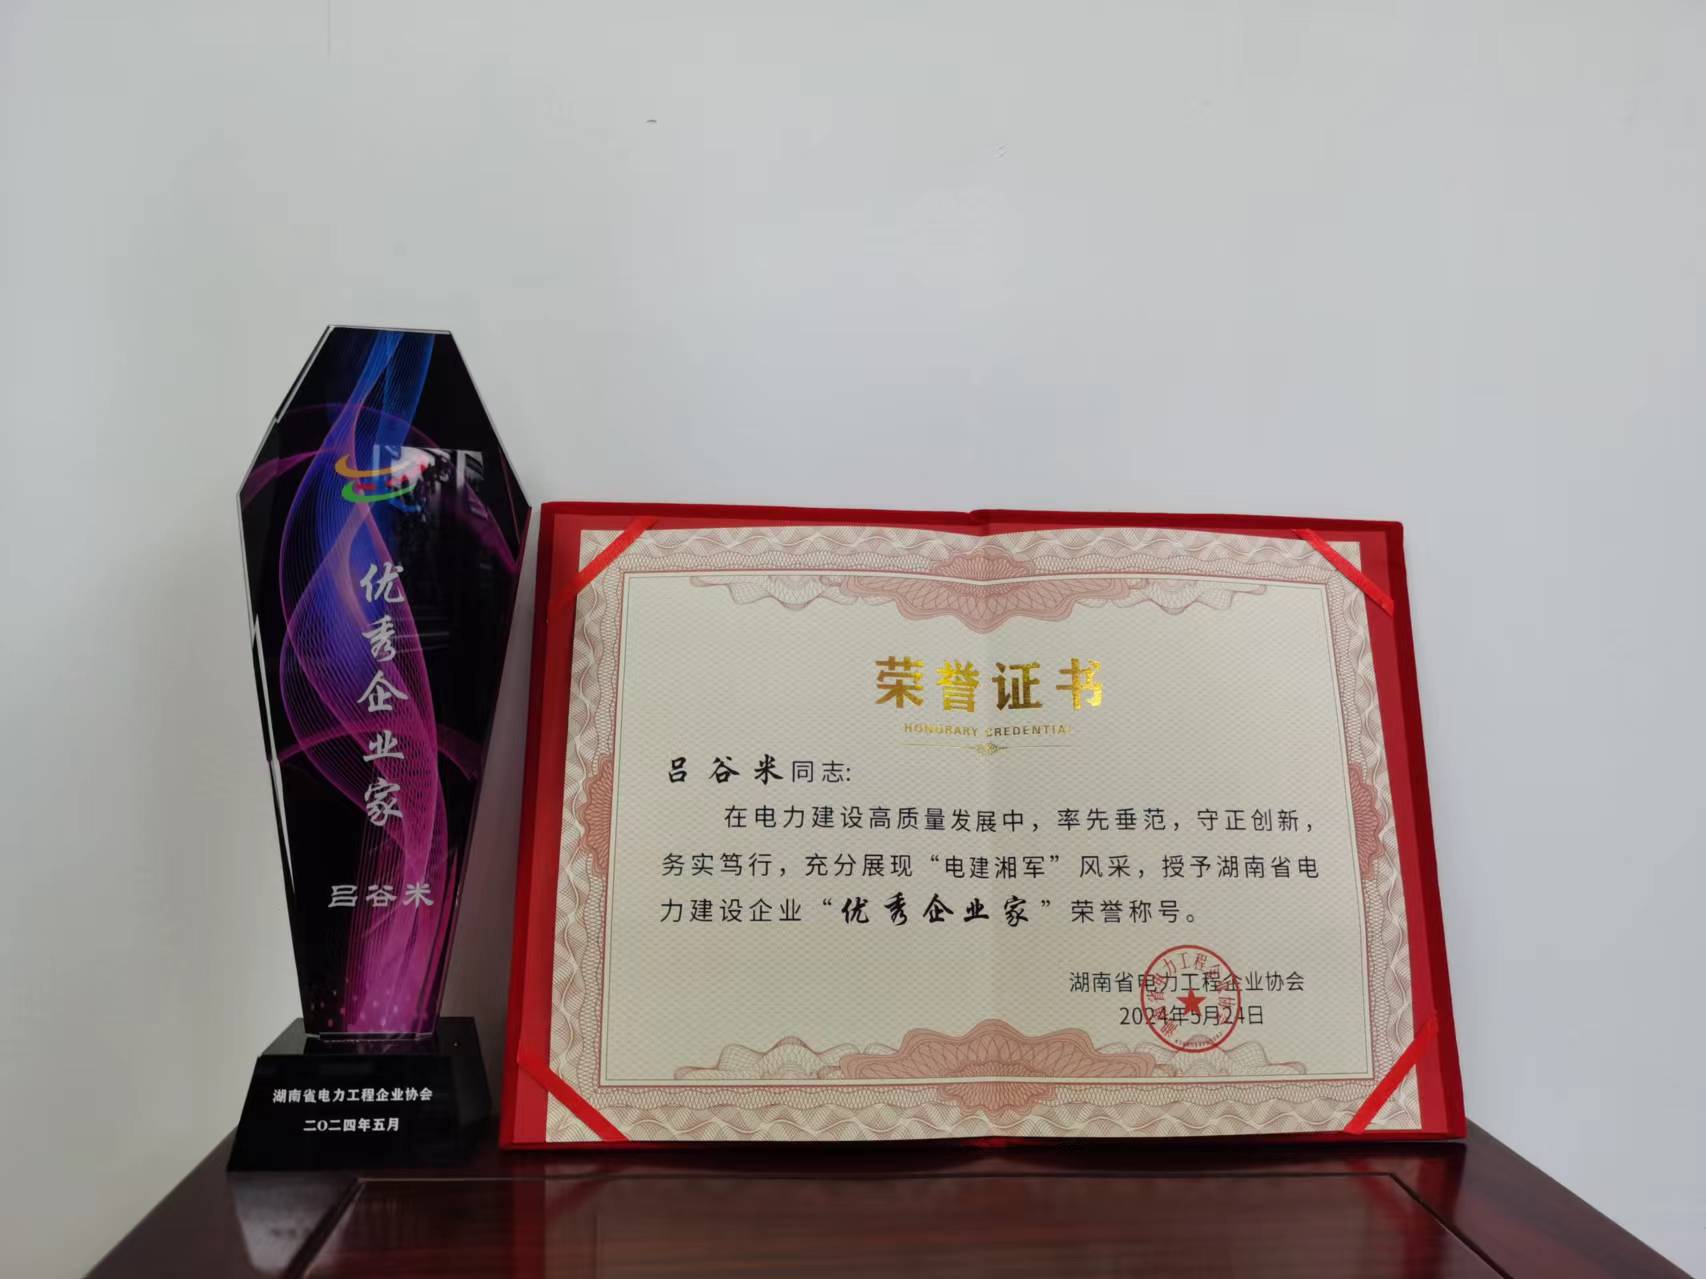 优秀企业家
吕谷米
湖南省电力工程企业协会
二〇二四年五月
荣誉证书
HONORARY CREDENTIAL
吕谷米同志:
在电力建设高质量发展中，率先垂范，守正创新，
务实笃行，充分展现“电建湘军”风采，授予湖南省电
力建设企业“优秀企业家”荣誉称号。
湖南省电力工程企业协会
2024年5月24日